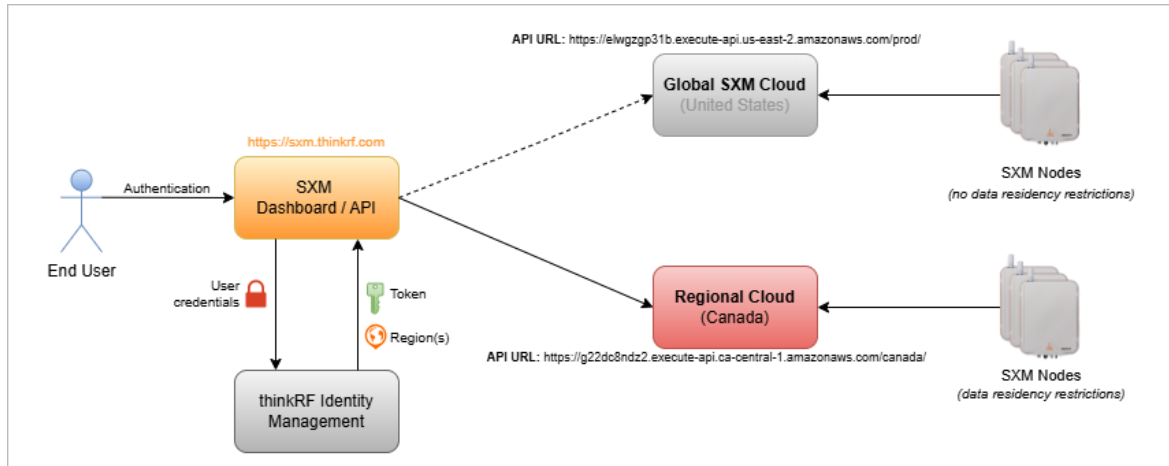 API URL: https://elwgzgp31b.execute-api.us-east-2.amazonaws.com/prod/
Global SXM Cloud
(United States)
https://sxm.thinkrf.com
SXM
Dashboard / API
Authentication
End User
SXM Nodes
(no data residency restrictions)
User
credentials
Token
Region(s)
Regional Cloud
(Canada)
API URL: https://g22dc8ndz2.execute-api.ca-central-1.amazonaws.com/canada/
SXM Nodes
(data residency restrictions)
thinkRF Identity
Management